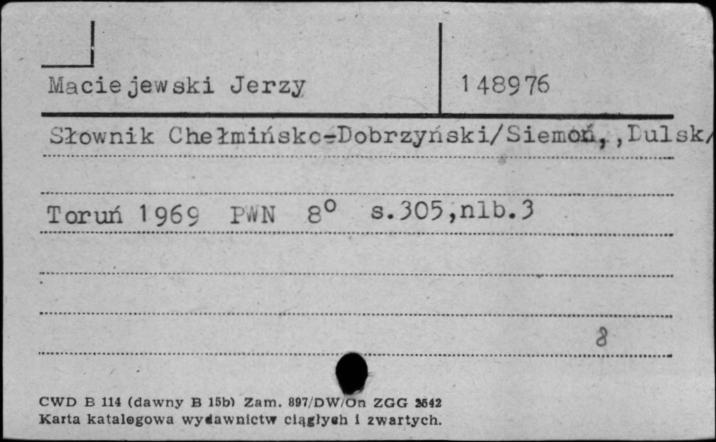 Maciejewski Jerzy 148976
Słownik Chełmińsko-Dobrzyński/Siemoń,,Dulsk/
Toruń 1969 PWN 8° s.305,nlb.3
8
CWD B 114 (dawny B 15b) Zam. 897/DW/On ZGG 2542
Karta katalogowa wydawnictw ciągłych i zwartych.